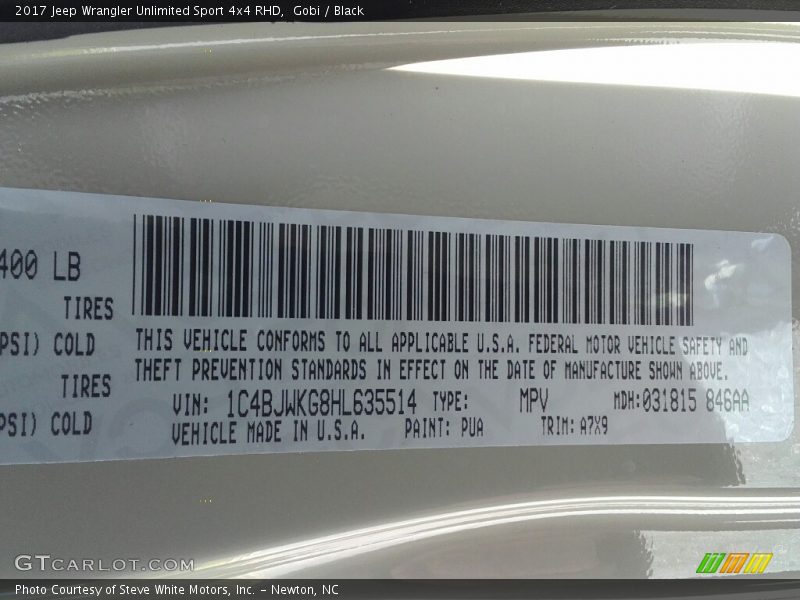 2017 Jeep Wrangler Unlimited Sport 4x4 RHD, Gobi / Black
400 LB
TIRES
PSI) COLD
TIRES
PSI) COLD
THIS VEHICLE CONFORMS TO ALL APPLICABLE U.S.A. FEDERAL MOTOR VEHICLE SAFETY AND
THEFT PREVENTION STANDARDS IN EFFECT ON THE DATE OF MANUFACTURE SHOWN ABOVE.
VIN: 1C4BJWKG8HL635514 TYPE: MPV MDH:031815 846AA
VEHICLE MADE IN U.S.A. PAINT: PUA TRIM: A7X9
GTCARLOT.COM
Photo Courtesy of Steve White Motors, Inc. – Newton, NC